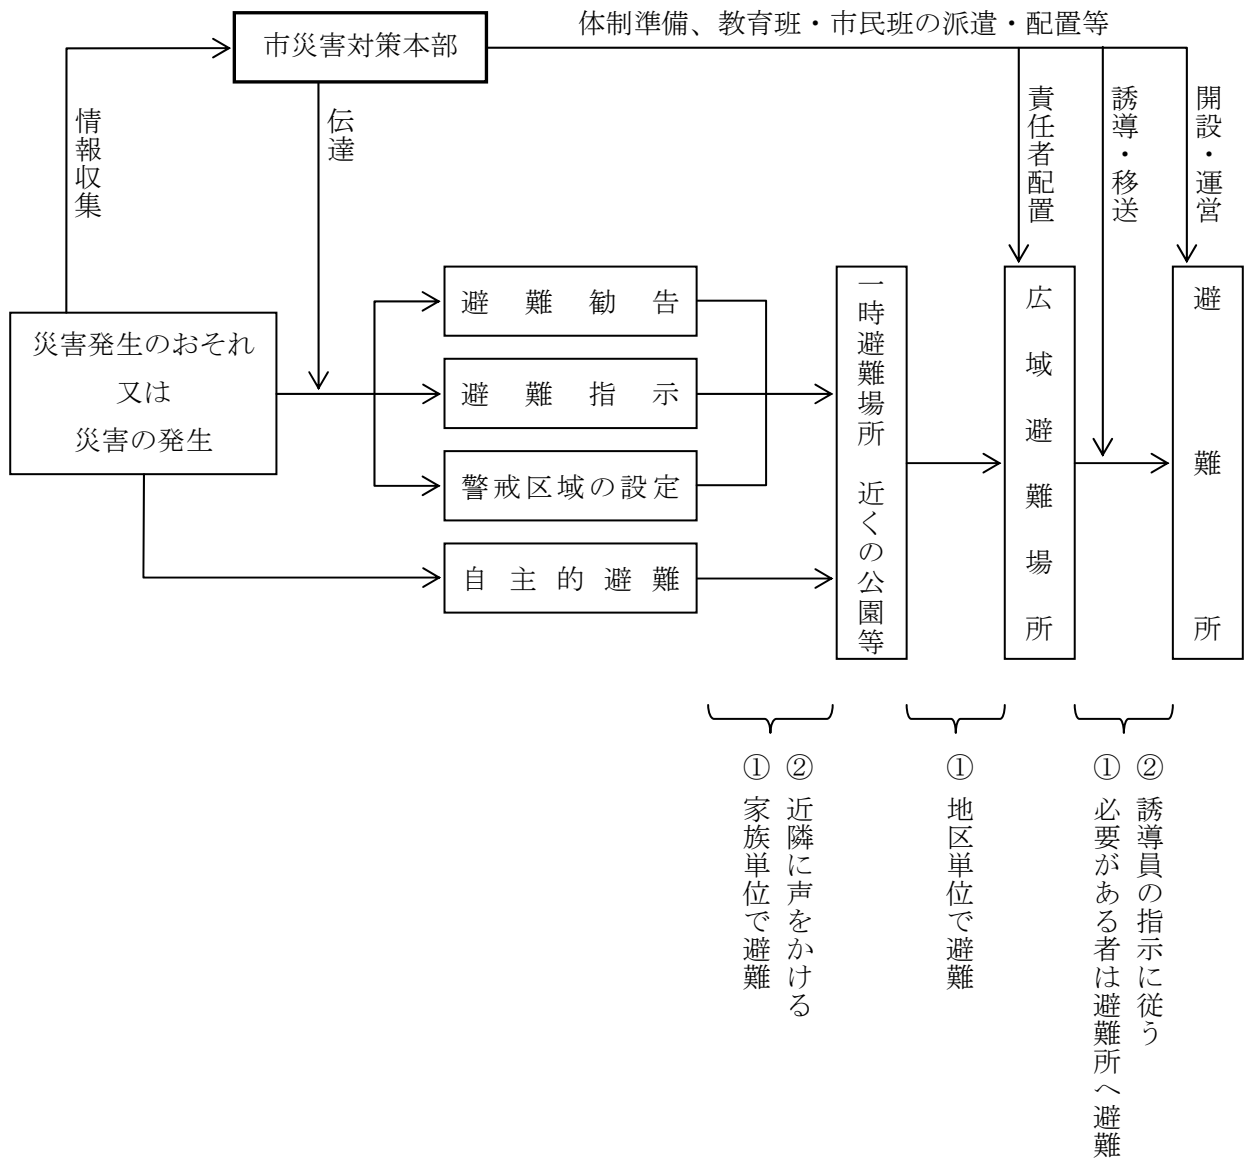 体制準備、教育班・市民班の派遣・配置等
市災害対策本部
情報収集
伝達
責任者配置
誘導・移送
開設・運営
災害発生のおそれ
又は
災害の発生
避難勧告
避難指示
警戒区域の設定
自主的避難
一時避難場所 近くの公園等
広域避難場所
避難所
① 家族単位で避難
② 近隣に声をかける
① 地区単位で避難
① 必要がある者は避難所へ避難
② 誘導員の指示に従う